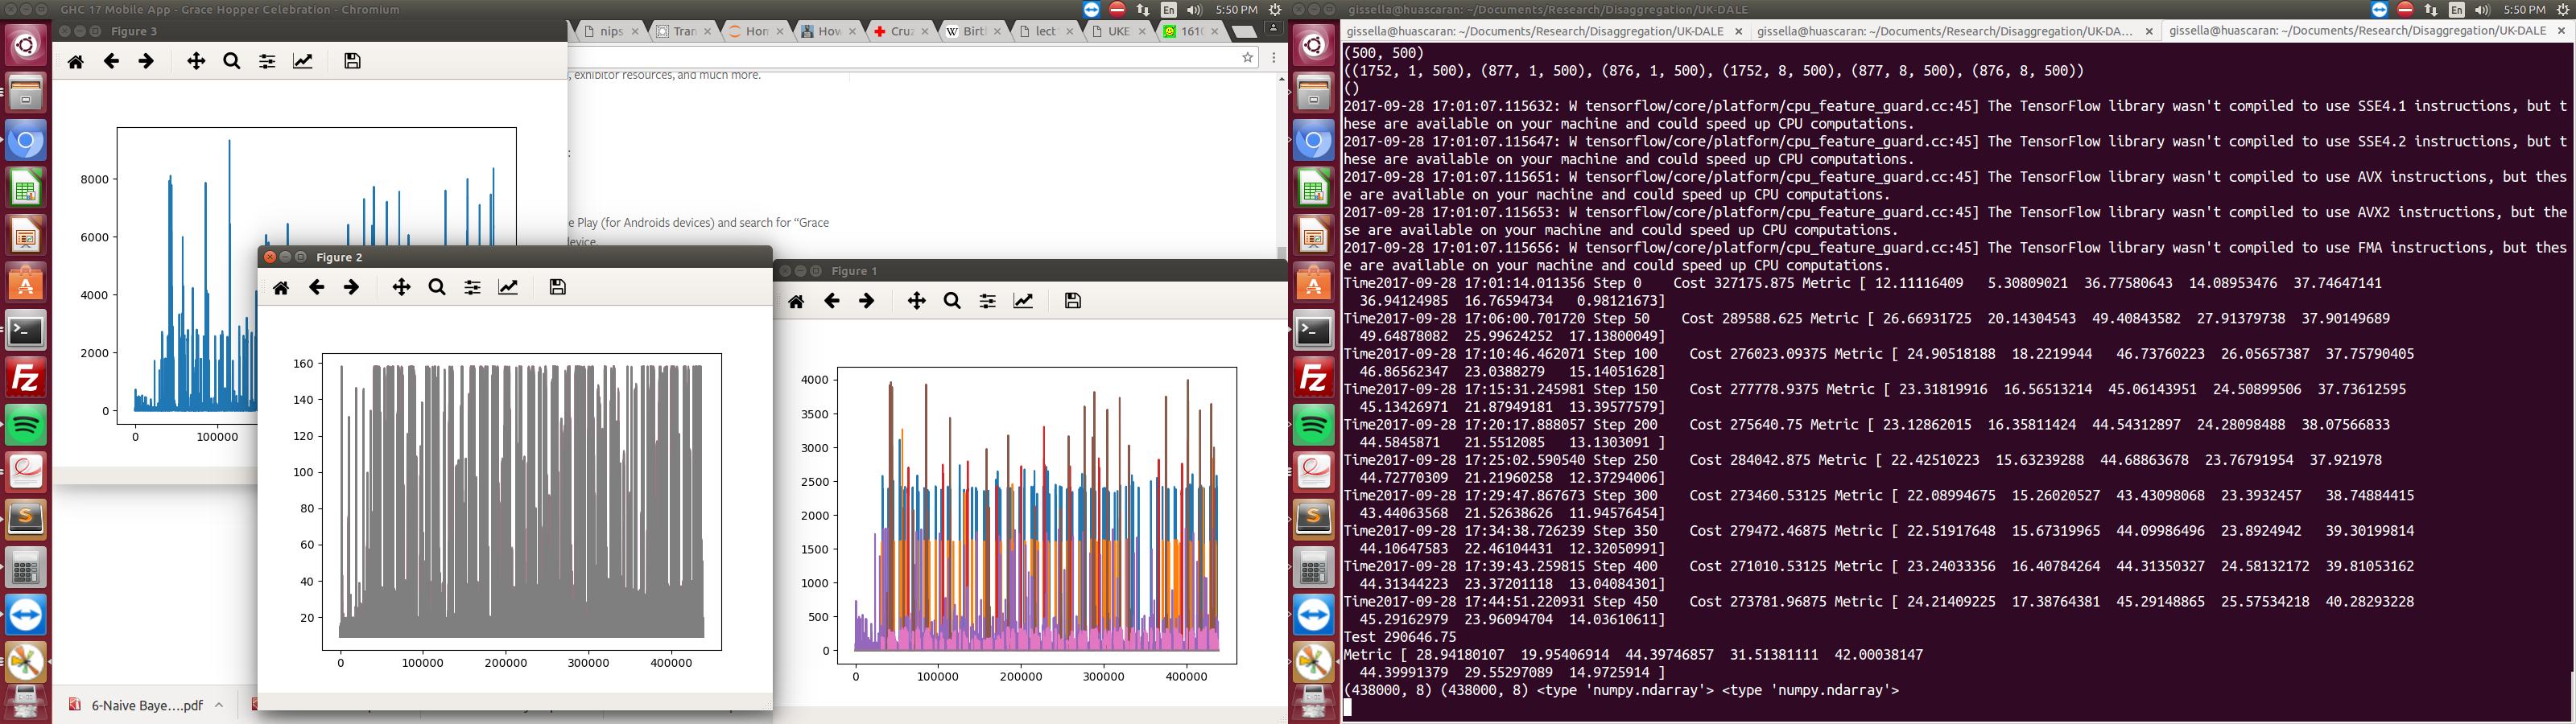 GHC 17 Mobile App - Grace Hopper Celebration - Chromium
En
5:50 PM
Figure 3
nips
Tran
Hon
How
Cruz
Birtl
lect
UKE
1610
, exhibitor resources, and much more.
:
e Play (for Androids devices) and search for “Grace
device.
8000
6000
4000
2000
0
0
100000
Figure 2
160
140
120
100
80
60
40
20
0
100000
200000
300000
400000
Figure 1
4000
3500
3000
2500
2000
1500
1000
500
0
0
100000
200000
300000
400000
6-Naive Baye....pdf
gissella@huascaran: ~/Documents/Research/Disaggregation/UK-DALE
En
5:50 PM
gissella@huascaran: ~/Documents/Research/Disaggregation/UK-DALE
gissella@huascaran: ~/Documents/Research/Disaggregation/UK-DA...
gissella@huascaran: ~/Documents/Research/Disaggregation/UK-DALE
(500, 500)
((1752, 1, 500), (877, 1, 500), (876, 1, 500), (1752, 8, 500), (877, 8, 500), (876, 8, 500))
()
2017-09-28 17:01:07.115632: W tensorflow/core/platform/cpu_feature_guard.cc:45] The TensorFlow library wasn't compiled to use SSE4.1 instructions, but t
hese are available on your machine and could speed up CPU computations.
2017-09-28 17:01:07.115647: W tensorflow/core/platform/cpu_feature_guard.cc:45] The TensorFlow library wasn't compiled to use SSE4.2 instructions, but t
hese are available on your machine and could speed up CPU computations.
2017-09-28 17:01:07.115651: W tensorflow/core/platform/cpu_feature_guard.cc:45] The TensorFlow library wasn't compiled to use AVX instructions, but thes
e are available on your machine and could speed up CPU computations.
2017-09-28 17:01:07.115653: W tensorflow/core/platform/cpu_feature_guard.cc:45] The TensorFlow library wasn't compiled to use AVX2 instructions, but the
se are available on your machine and could speed up CPU computations.
2017-09-28 17:01:07.115656: W tensorflow/core/platform/cpu_feature_guard.cc:45] The TensorFlow library wasn't compiled to use FMA instructions, but thes
e are available on your machine and could speed up CPU computations.
Time2017-09-28 17:01:14.011356 Step 0    Cost 327175.875 Metric [ 12.11116409   5.30809021  36.77580643  14.08953476  37.74647141
  36.94124985  16.76594734   0.98121673]
Time2017-09-28 17:06:00.701720 Step 50    Cost 289588.625 Metric [ 26.66931725  20.14304543  49.40843582  27.91379738  37.90149689
  49.64878082  25.99624252  17.13800049]
Time2017-09-28 17:10:46.462071 Step 100    Cost 276023.09375 Metric [ 24.90518188  18.2219944   46.73760223  26.05657387  37.75790405
  46.86562347  23.0388279   15.14051628]
Time2017-09-28 17:15:31.245981 Step 150    Cost 277778.9375 Metric [ 23.31819916  16.56513214  45.06143951  24.50899506  37.73612595
  45.13426971  21.87949181  13.39577579]
Time2017-09-28 17:20:17.888057 Step 200    Cost 275640.75 Metric [ 23.12862015  16.35811424  44.54312897  24.28098488  38.07566833
  44.5845871   21.5512085   13.1303091 ]
Time2017-09-28 17:25:02.590540 Step 250    Cost 284042.875 Metric [ 22.42510223  15.63239288  44.68863678  23.76791954  37.921978
  44.72770309  21.21960258  12.37294006]
Time2017-09-28 17:29:47.867673 Step 300    Cost 273460.53125 Metric [ 22.08994675  15.26020527  43.43098068  23.3932457   38.74884415
  43.44063568  21.52638626  11.94576454]
Time2017-09-28 17:34:38.726239 Step 350    Cost 279472.46875 Metric [ 22.51917648  15.67319965  44.09986496  23.8924942   39.30199814
  44.10647583  22.46104431  12.32050991]
Time2017-09-28 17:39:43.259815 Step 400    Cost 271010.53125 Metric [ 23.24033356  16.40784264  44.31350327  24.58132172  39.81053162
  44.31344223  23.37201118  13.04084301]
Time2017-09-28 17:44:51.220931 Step 450    Cost 273781.96875 Metric [ 24.21409225  17.38764381  45.29148865  25.57534218  40.28293228
  45.29162979  23.96094704  14.03610611]
Test 290646.75
Metric [ 28.94180107  19.95406914  44.39746857  31.51381111  42.00038147
  44.39991379  29.55297089  14.9725914 ]
(438000, 8) (438000, 8) <type 'numpy.ndarray'> <type 'numpy.ndarray'>